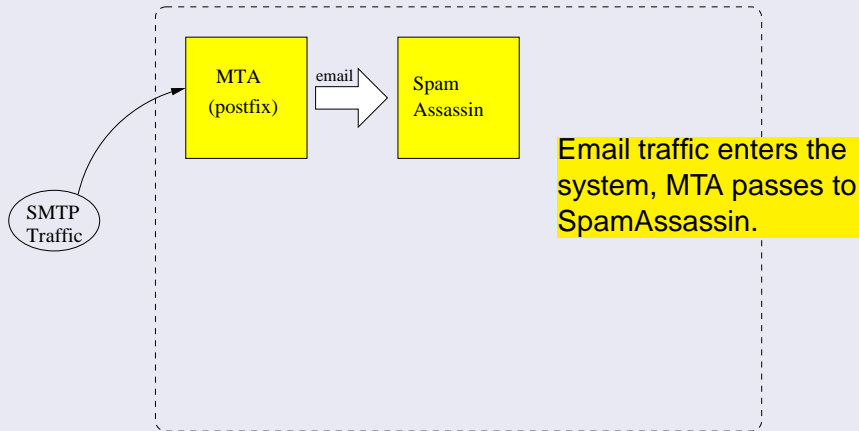 MTA
(postfix)
email
Spam
Assassin
SMTP
Traffic
Email traffic enters the
system, MTA passes to
SpamAssassin.